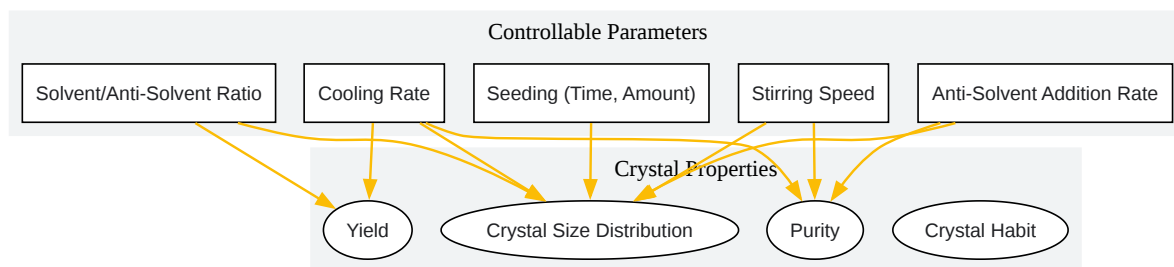 Controllable Parameters
Solvent/Anti-Solvent Ratio
Cooling Rate
Seeding (Time, Amount)
Stirring Speed
Anti-Solvent Addition Rate
Crystal Properties
Yield
Crystal Size Distribution
Purity
Crystal Habit